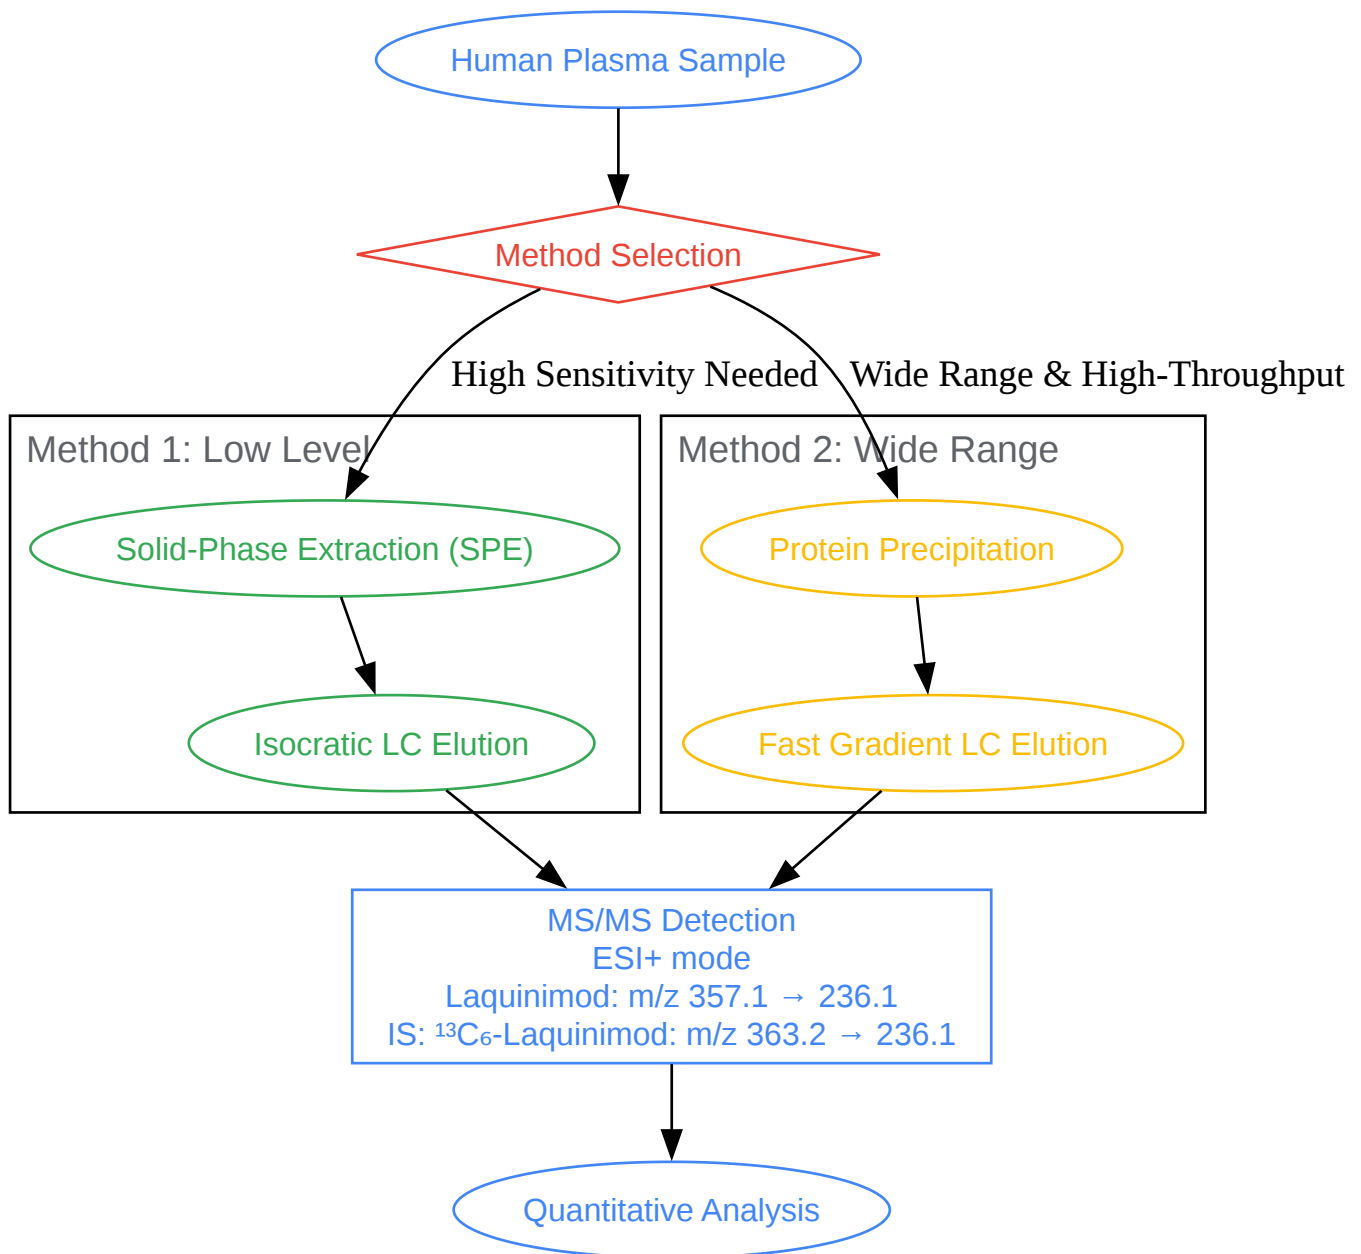 Human Plasma Sample
Method Selection
High Sensitivity Needed
Wide Range & High-Throughput
Method 1: Low Level
Method 2: Wide Range
Solid-Phase Extraction (SPE)
Protein Precipitation
Isocratic LC Elution
Fast Gradient LC Elution
MS/MS Detection
ESI+ mode
Laquinimod: m/z 357.1 → 236.1
IS: ¹³C₆-Laquinimod: m/z 363.2 → 236.1
Quantitative Analysis